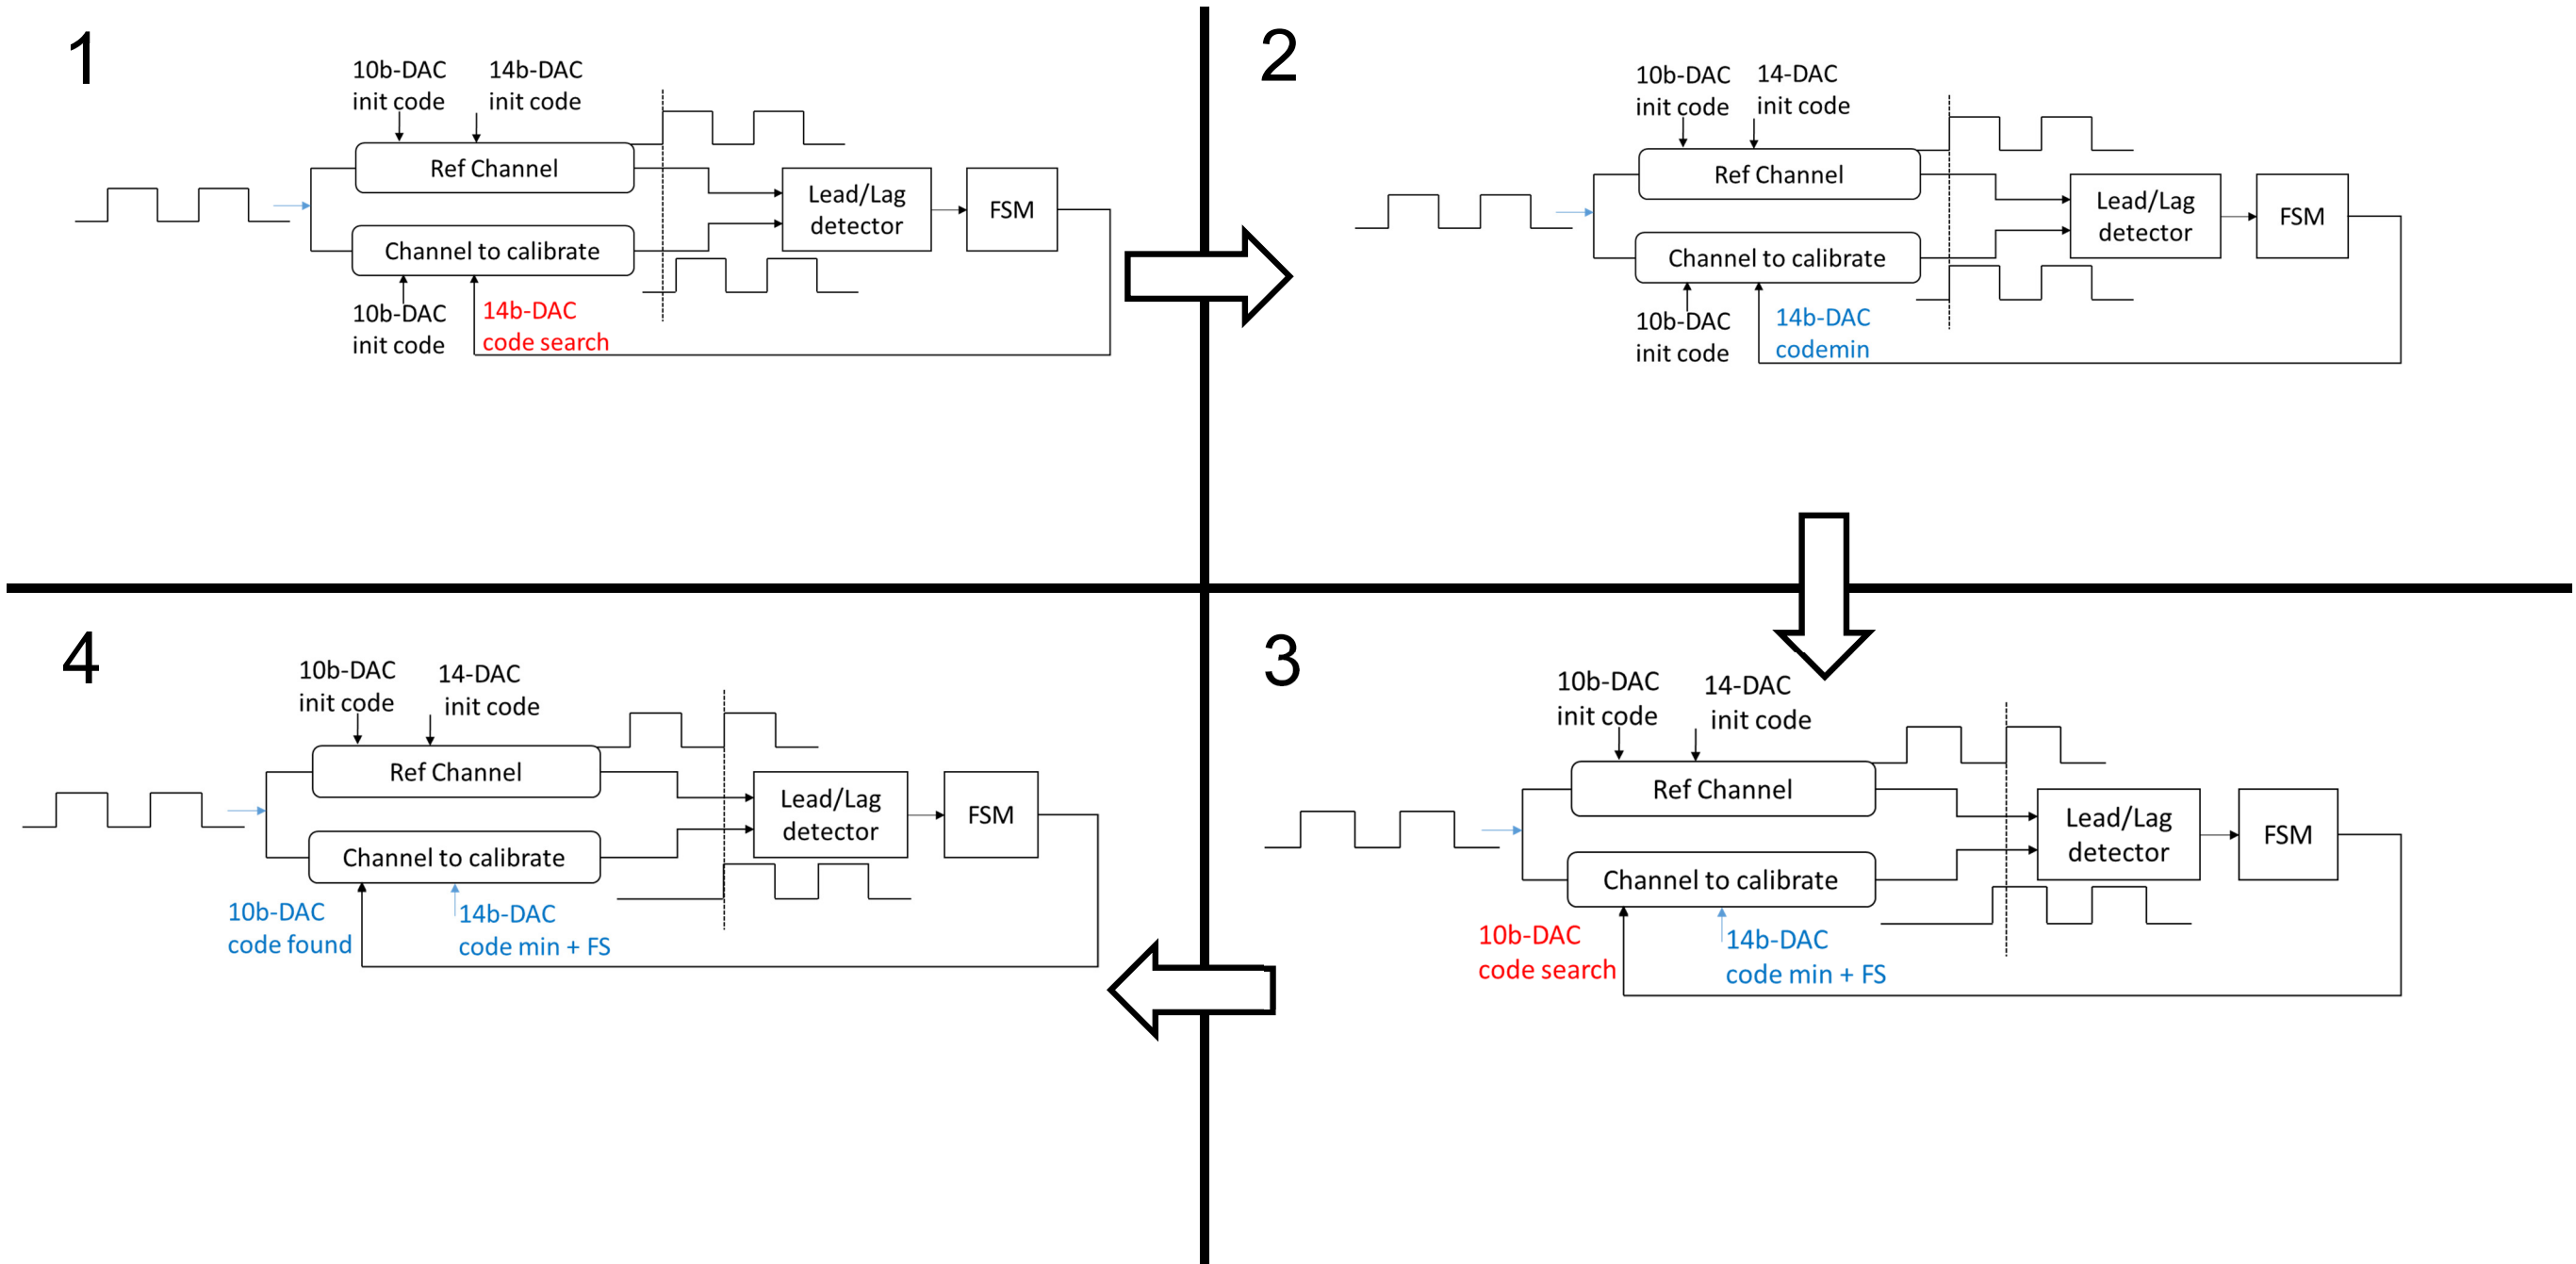 1
10b-DAC
init code
14b-DAC
init code
Ref Channel
Channel to calibrate
Lead/Lag
detector
FSM
10b-DAC
init code
14b-DAC
code search
2
10b-DAC
init code
14-DAC
init code
Ref Channel
Channel to calibrate
Lead/Lag
detector
FSM
10b-DAC
init code
14b-DAC
codemin
4
10b-DAC
init code
14-DAC
init code
Ref Channel
Channel to calibrate
Lead/Lag
detector
FSM
10b-DAC
code found
14b-DAC
code min + FS
3
10b-DAC
init code
14-DAC
init code
Ref Channel
Channel to calibrate
Lead/Lag
detector
FSM
10b-DAC
code search
14b-DAC
code min + FS